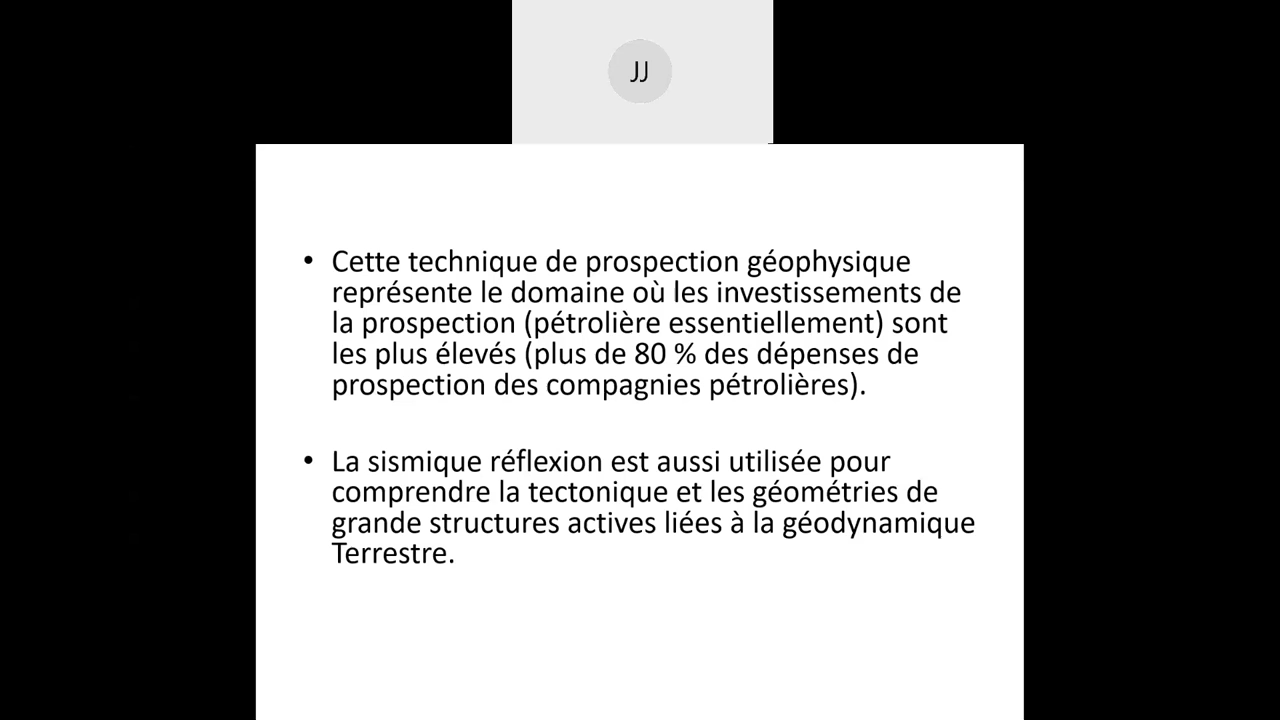 JJ
• Cette technique de prospection géophysique
représente le domaine où les investissements de
la prospection (pétrolière essentiellement) sont
les plus élevés (plus de 80 % des dépenses de
prospection des compagnies pétrolières).
• La sismique réflexion est aussi utilisée pour
comprendre la tectonique et les géométries de
grande structures actives liées à la géodynamique
Terrestre.